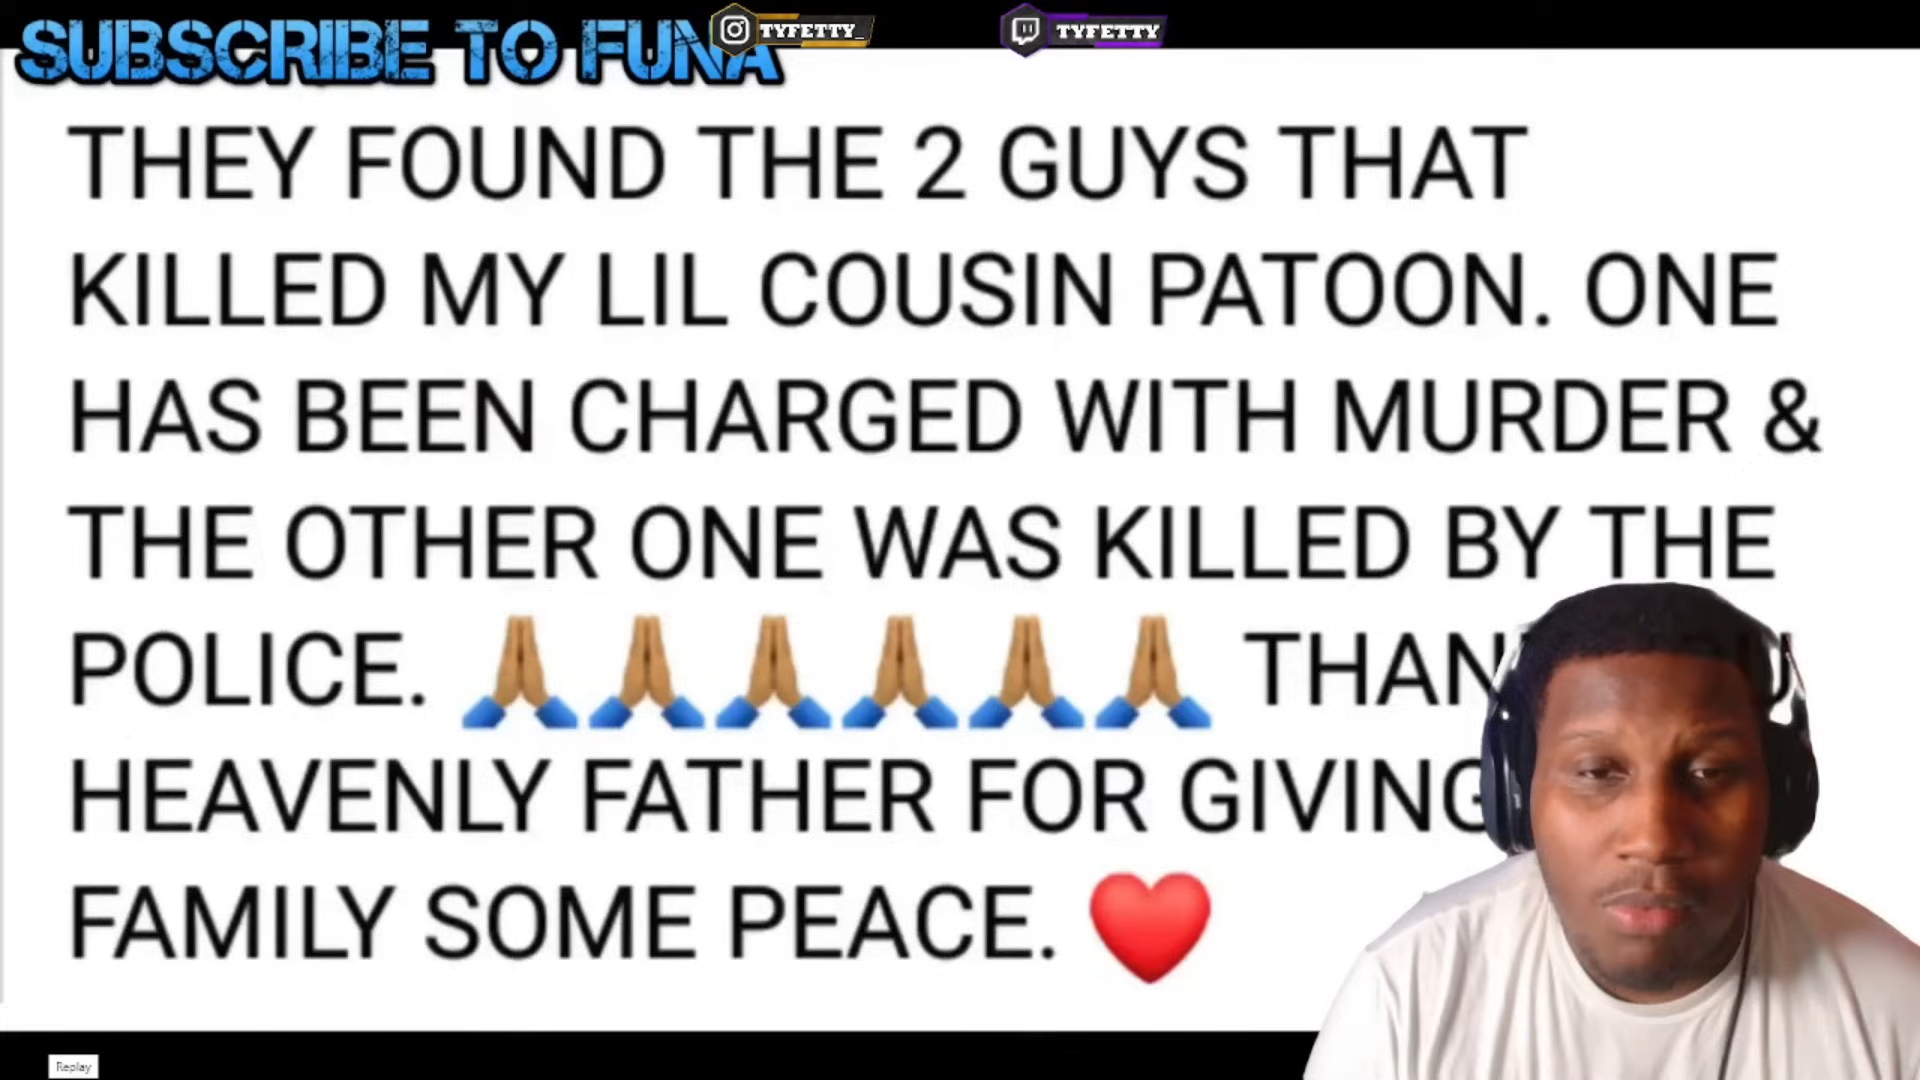 SUBSCRIBE TO FUNA
TYFETTY_
TYFETTY
THEY FOUND THE 2 GUYS THAT
KILLED MY LIL COUSIN PATOON. ONE
HAS BEEN CHARGED WITH MURDER &
THE OTHER ONE WAS KILLED BY THE
POLICE. 🙏🏽🙏🏽🙏🏽🙏🏽🙏🏽🙏🏽
HEAVENLY FATHER FOR GIVING
FAMILY SOME PEACE. ❤️
Replay